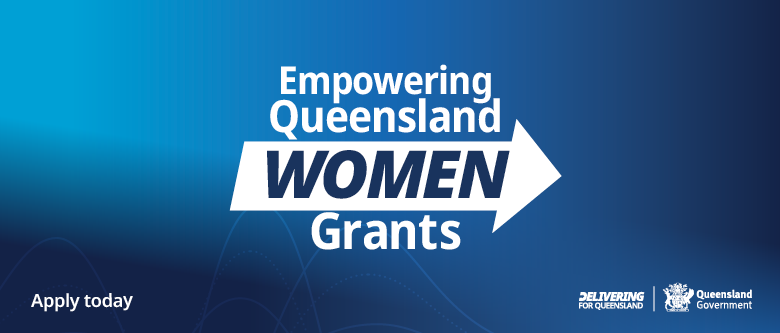 Empowering
Queensland
WOMEN
Grants
Apply today
DELIVERING
FOR QUEENSLAND
Queensland
Government